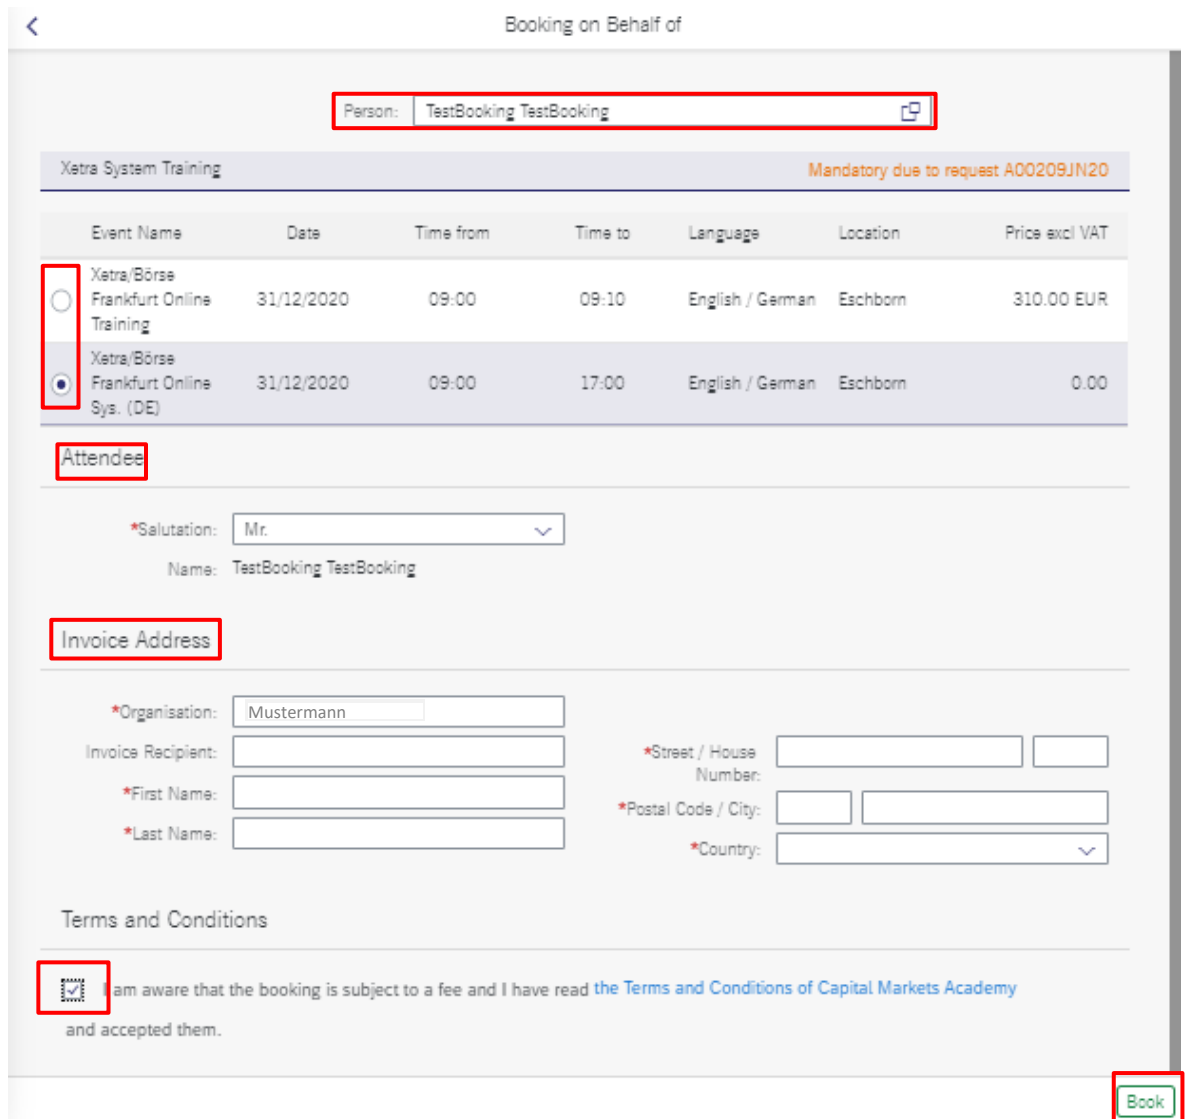 Booking on Behalf of
Person: TestBooking TestBooking
Xetra System Training Mandatory due to request A00209JN20
Event Name Date Time from Time to Language Location Price excl VAT
Xetra/Börse
Frankfurt Online 31/12/2020 09:00 09:10 English / German Eschborn 310.00 EUR
Training
Xetra/Börse
Frankfurt Online 31/12/2020 09:00 17:00 English / German Eschborn 0.00
Sys. (DE)
Attendee
*Salutation: Mr.
Name: TestBooking TestBooking
Invoice Address
*Organisation: Mustermann
Invoice Recipient:
*Street / House
Number:
*First Name:
*Postal Code / City:
*Last Name:
*Country:
Terms and Conditions
I am aware that the booking is subject to a fee and I have read the Terms and Conditions of Capital Markets Academy
and accepted them.
Book